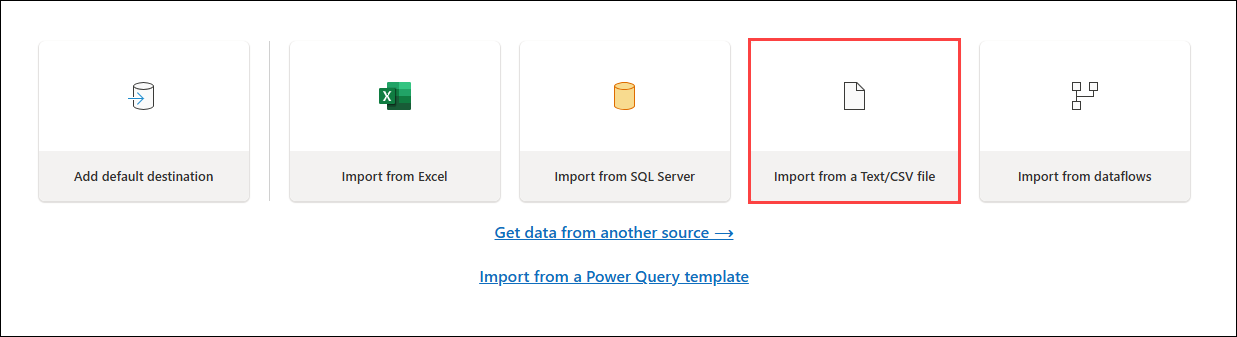 Add default destination
Import from Excel
Import from SQL Server
Import from a Text/CSV file
Import from dataflows
Get data from another source →
Import from a Power Query template